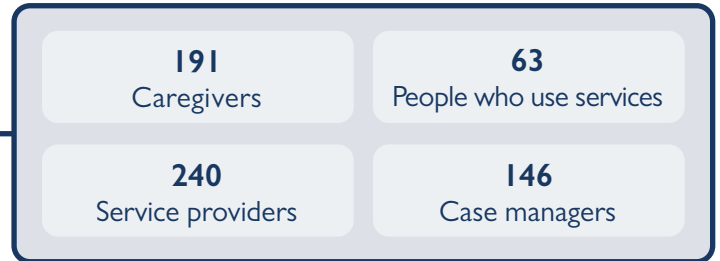 191
Caregivers
63
People who use services
240
Service providers
146
Case managers